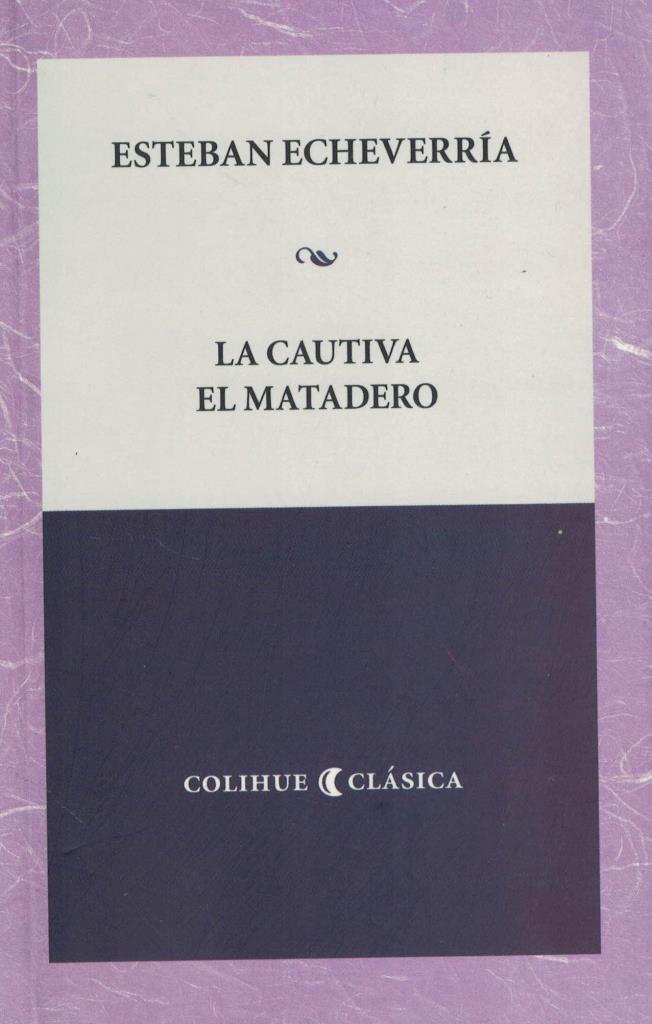 ESTEBAN ECHEVERRÍA
LA CAUTIVA
EL MATADERO
COLIHUE CLÁSICA